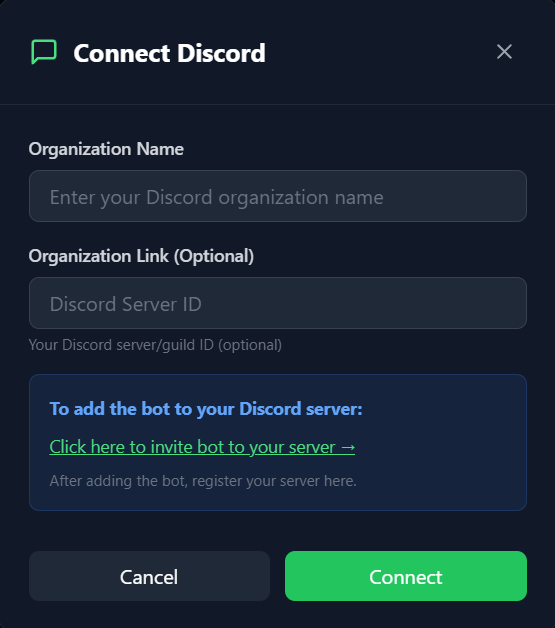 Connect Discord
Organization Name
Enter your Discord organization name
Organization Link (Optional)
Discord Server ID
Your Discord server/guild ID (optional)
To add the bot to your Discord server:
Click here to invite bot to your server →
After adding the bot, register your server here.
Cancel
Connect